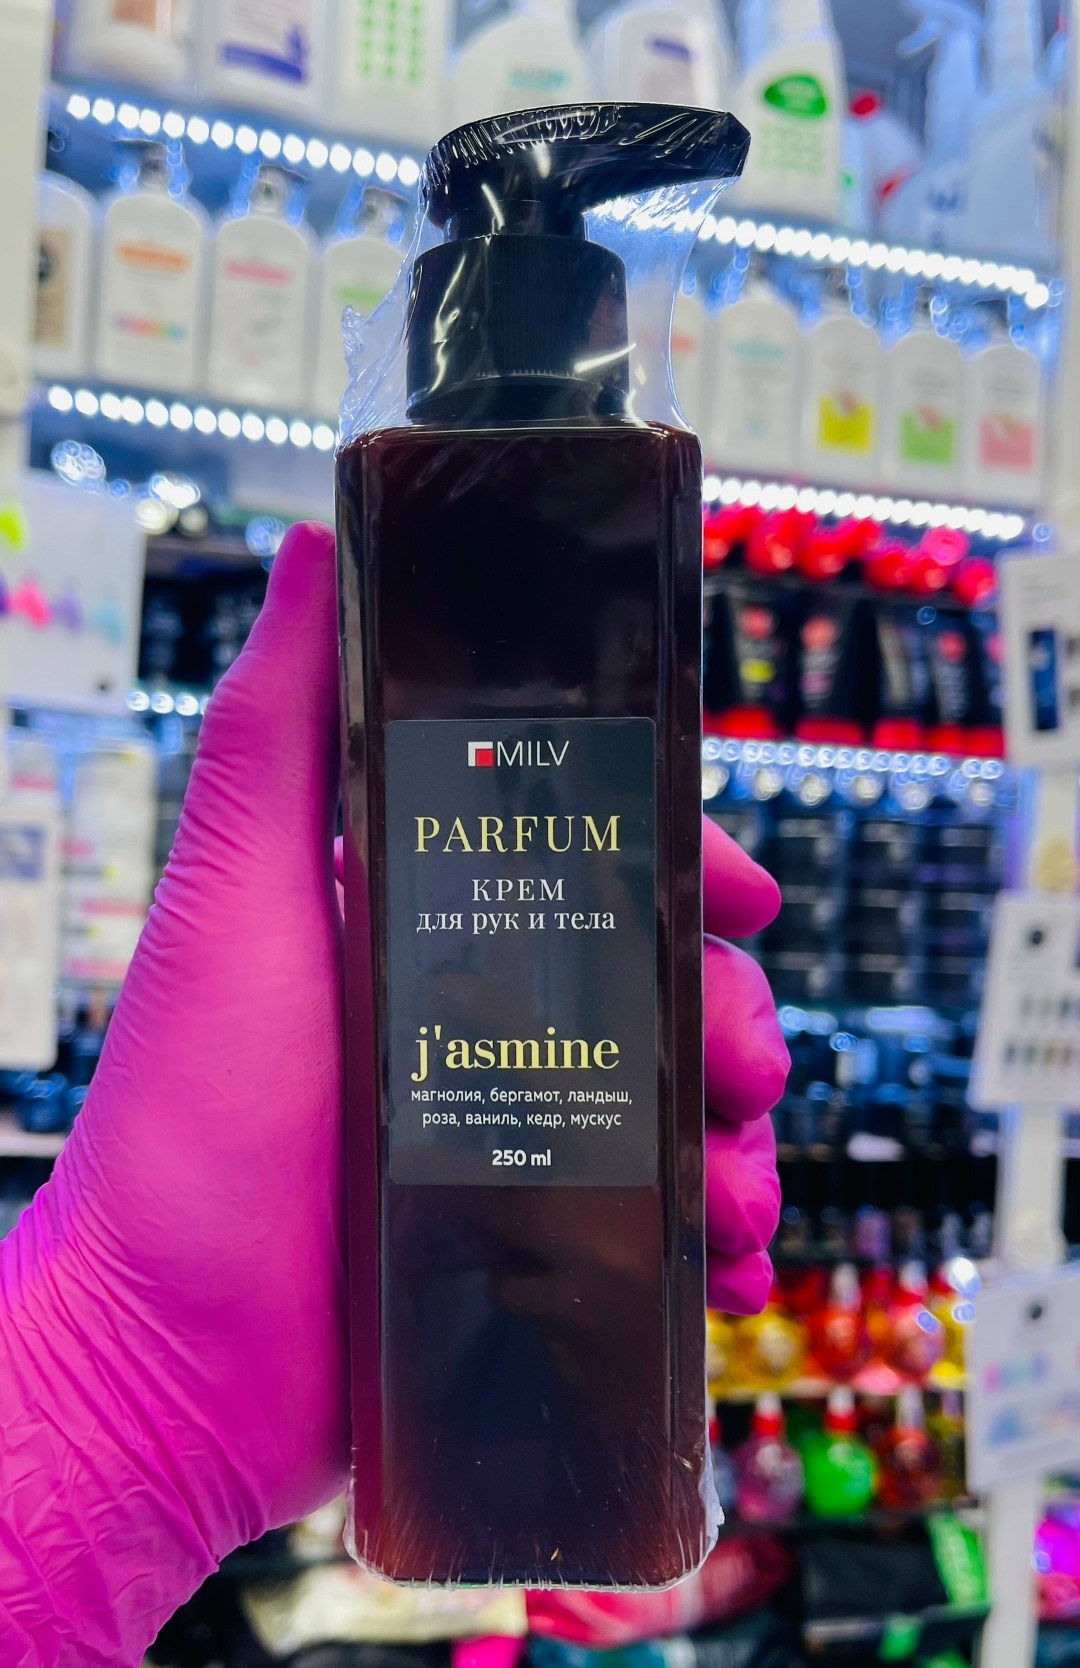 MILV
PARFUM
КРЕМ
для рук и тела
j'asmine
магнолия, бергамот, ландыш,
роза, ваниль, кедр, мускус
250 ml